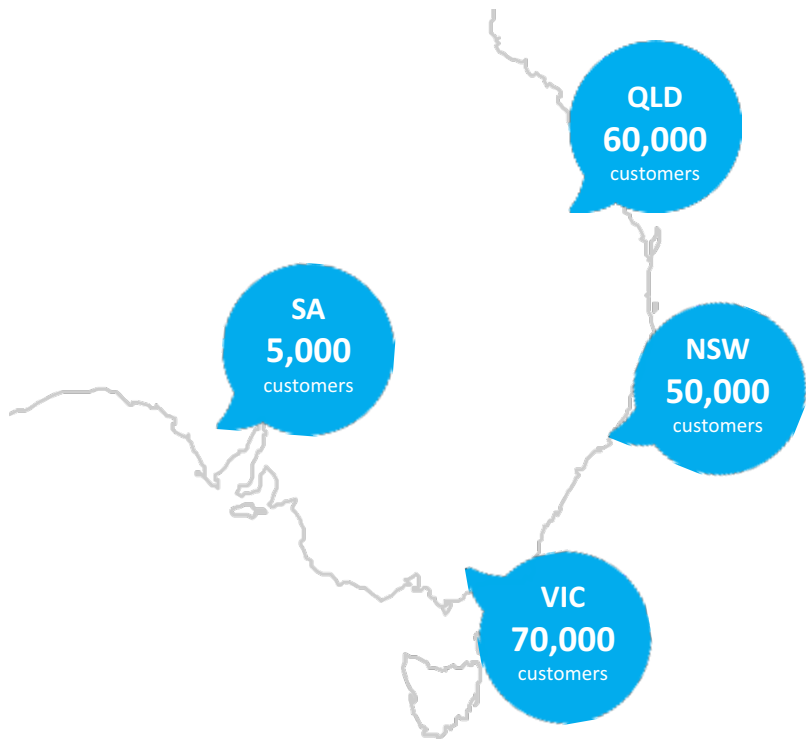 QLD
60,000
customers
SA
5,000
customers
NSW
50,000
customers
VIC
70,000
customers